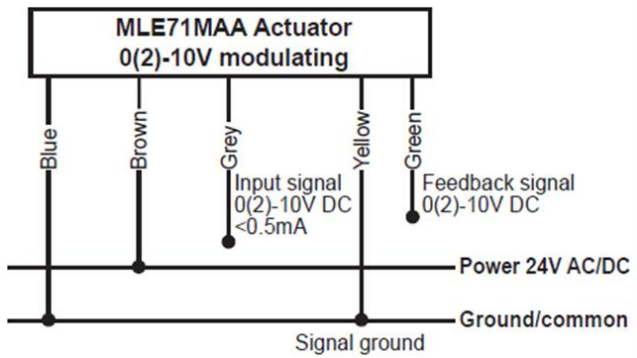 MLE71MAA Actuator
0(2)-10V modulating
Blue
Brown
Grey
Yellow
Green
Input signal
0(2)-10V DC
<0.5mA
Feedback signal
0(2)-10V DC
Power 24V AC/DC
Ground/common
Signal ground